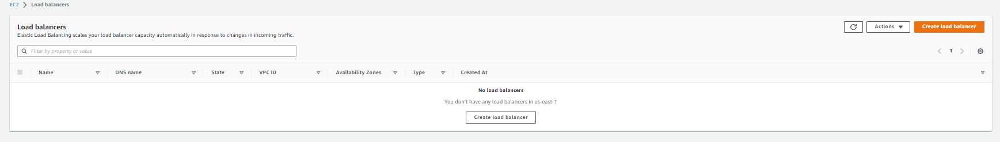 EC2 > Load balancers
Load balancers
Elastic Load Balancing scales your load balancer capacity automatically in response to changes in incoming traffic.
Actions
Create load balancer
Filter by property or value
1
Name
DNS name
State
VPC ID
Availability Zones
Type
Created At
No load balancers
You don't have any load balancers in us-east-1
Create load balancer